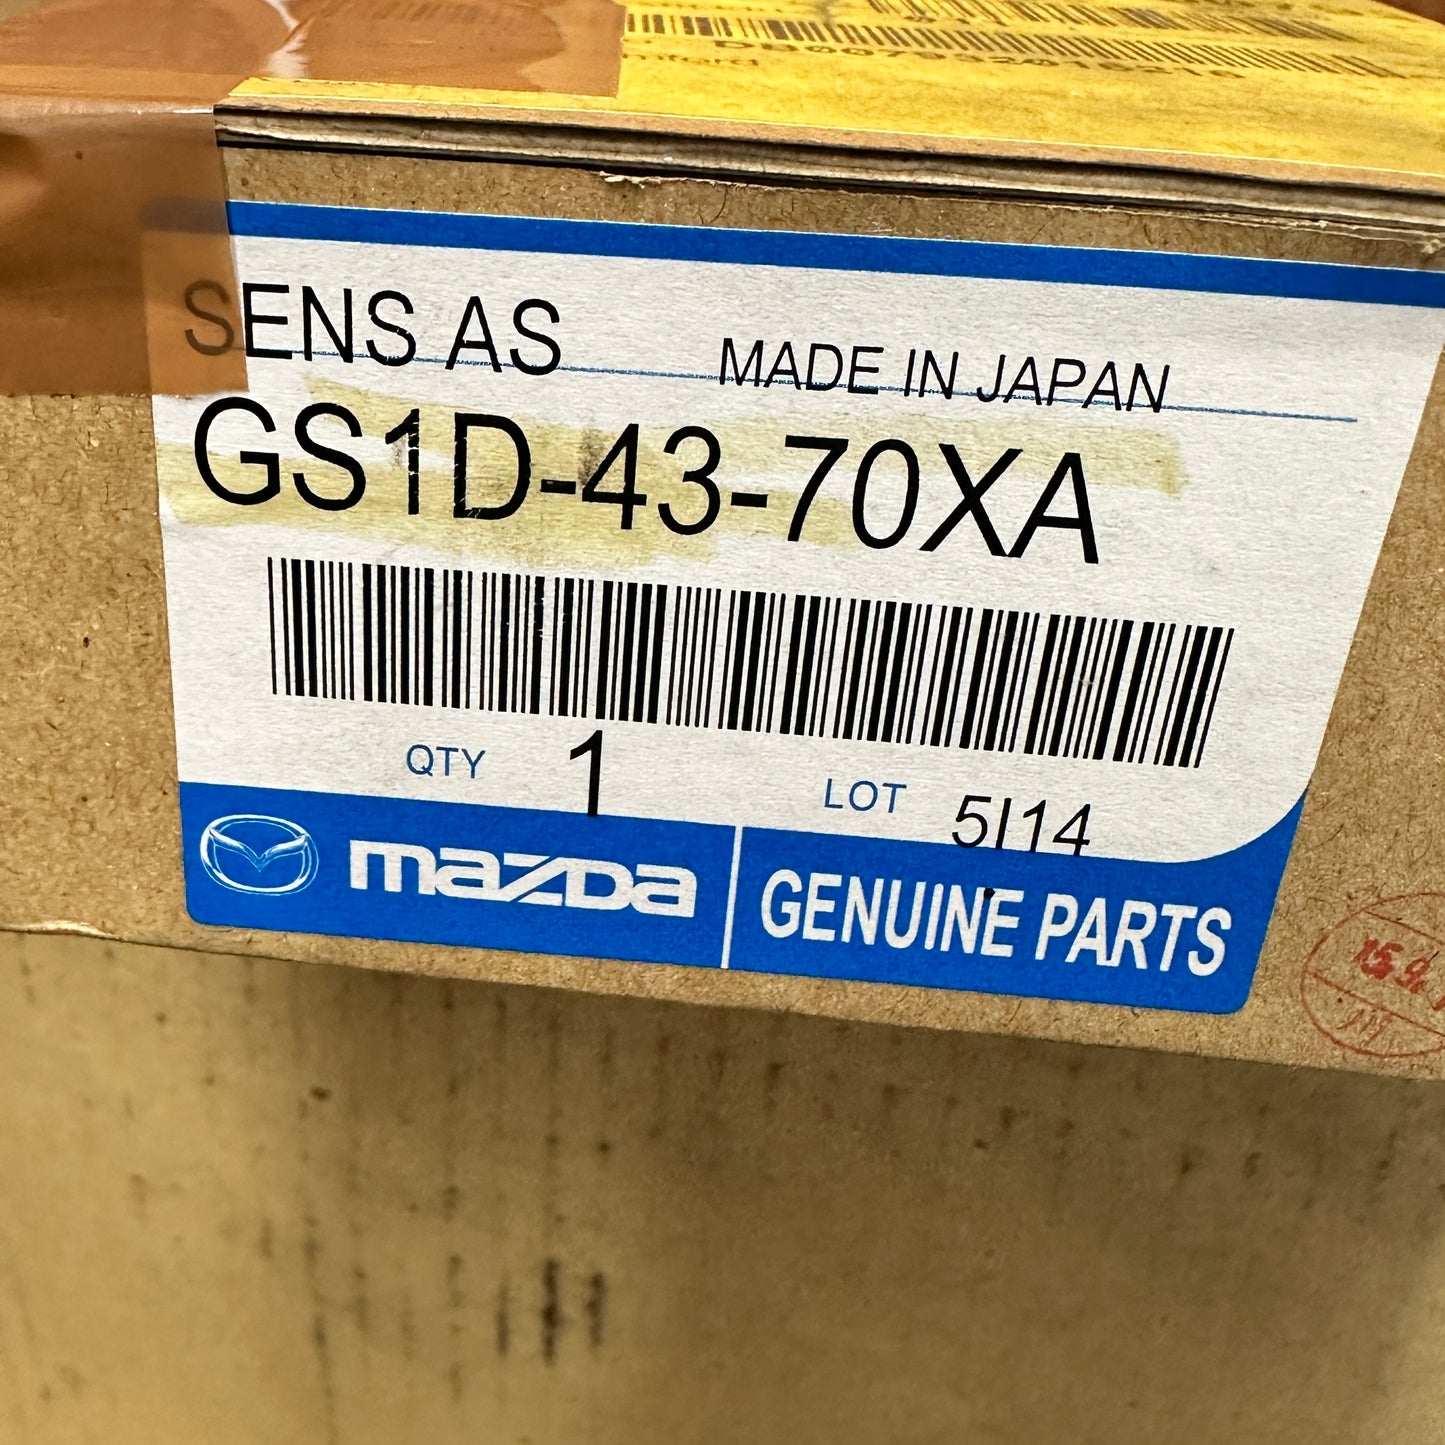 SENS AS
MADE IN JAPAN
GS1D-43-70XA
QTY 1
LOT 5I14
mazda
GENUINE PARTS